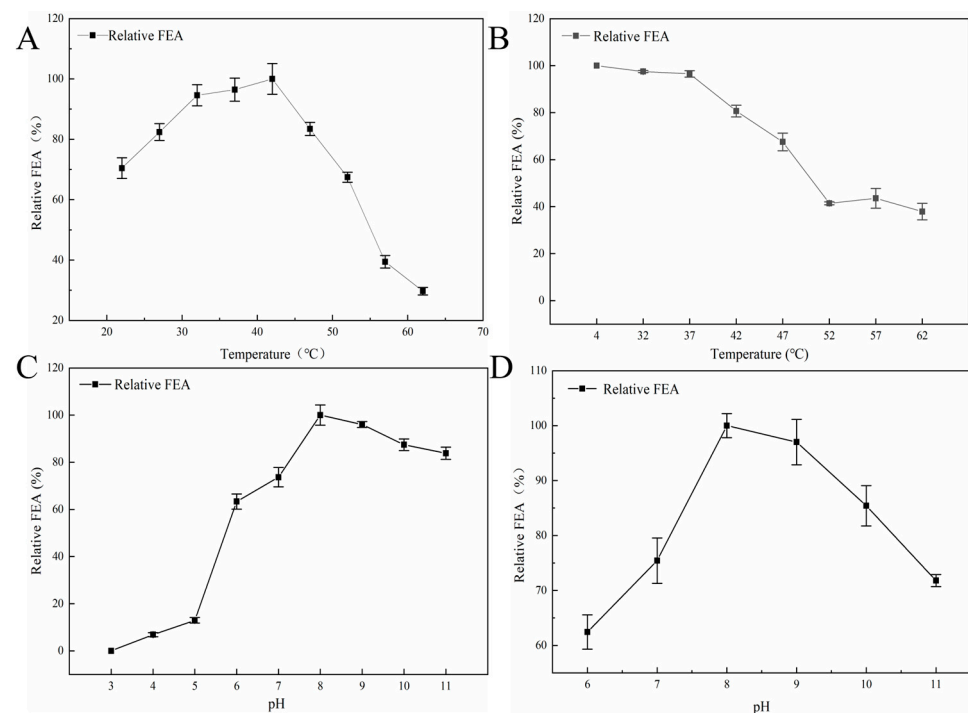 A
Relative FEA
Relative FEA (%)
120
100
80
60
40
20
20 30 40 50 60 70
Temperature（℃）
B
Relative FEA
Relative FEA (%)
120
100
80
60
40
20
0
4 32 37 42 47 52 57 62
Temperature (℃)
C
Relative FEA
Relative FEA (%)
120
100
80
60
40
20
0
3 4 5 6 7 8 9 10 11
pH
D
Relative FEA
Relative FEA（%）
110
100
90
80
70
60
6 7 8 9 10 11
pH